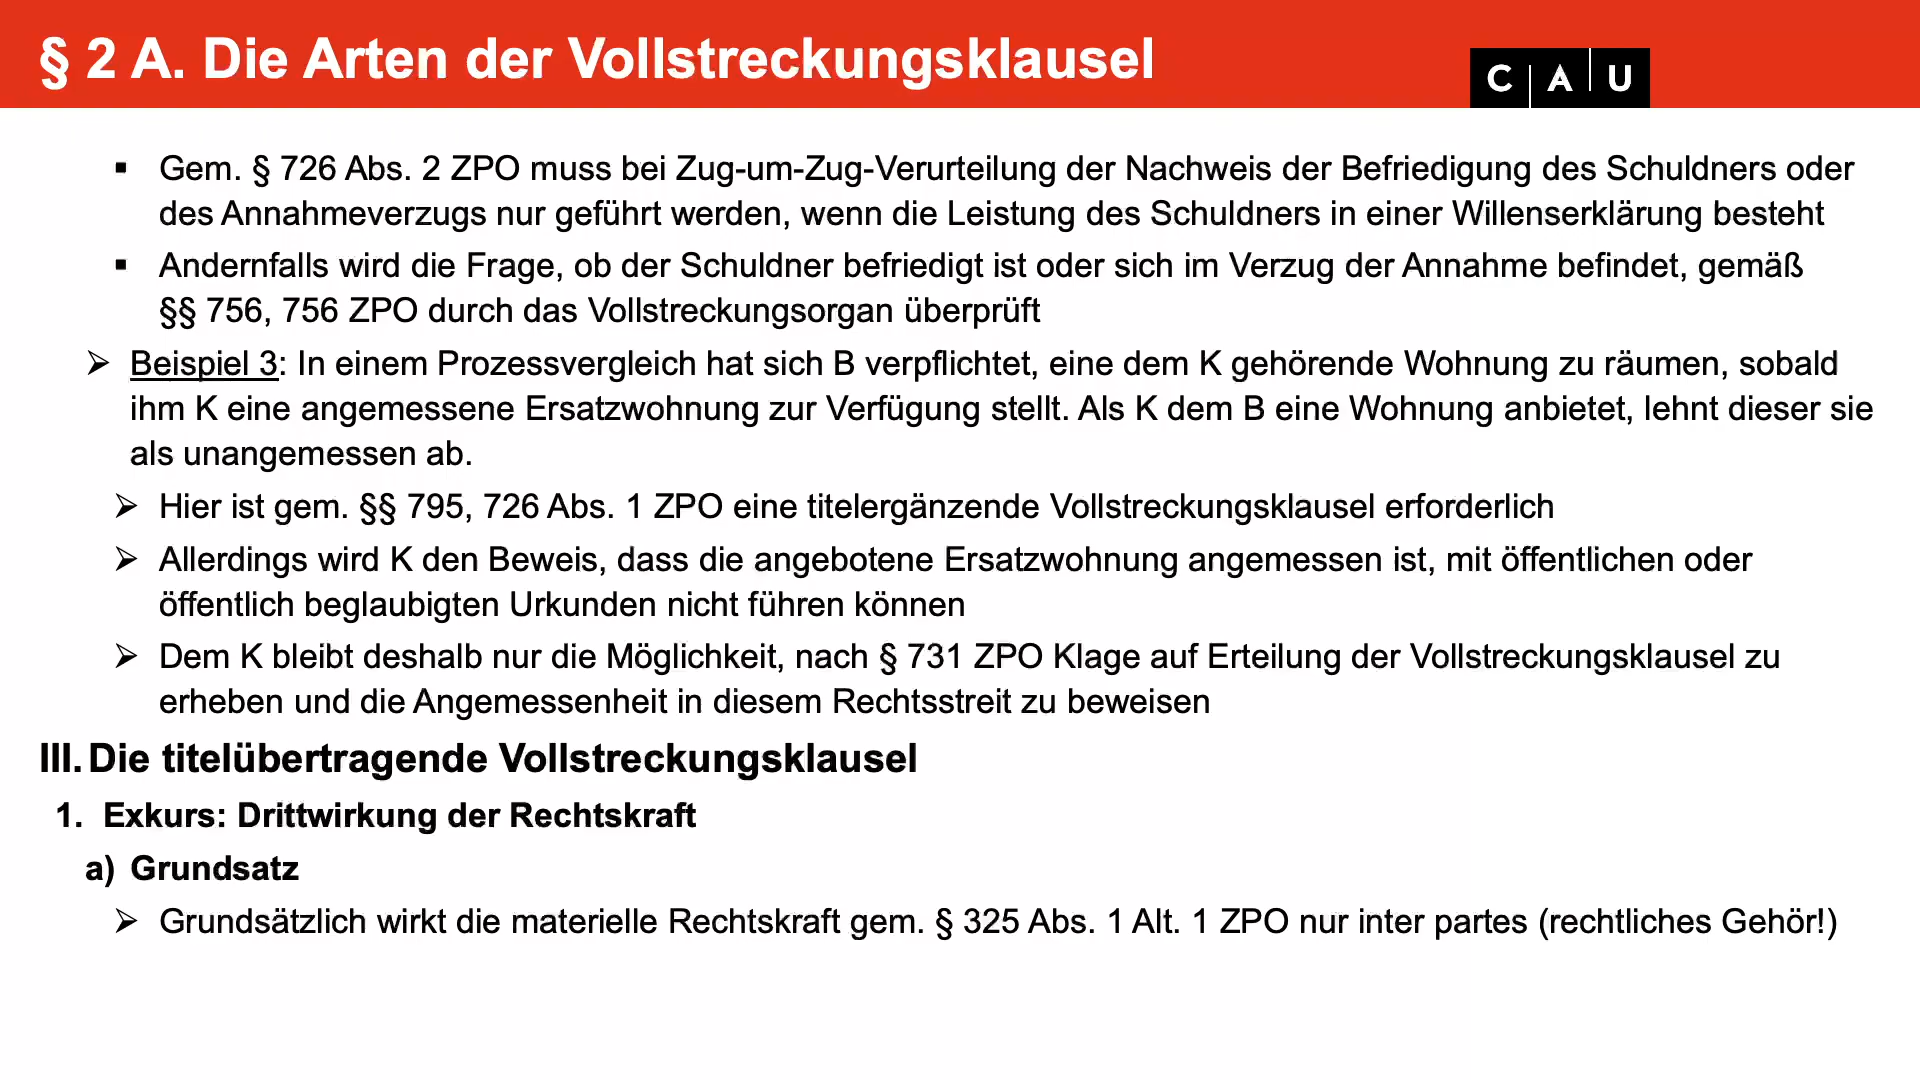 § 2 A. Die Arten der Vollstreckungsklausel
C A U
▪ Gem. § 726 Abs. 2 ZPO muss bei Zug-um-Zug-Verurteilung der Nachweis der Befriedigung des Schuldners oder
des Annahmeverzugs nur geführt werden, wenn die Leistung des Schuldners in einer Willenserklärung besteht
▪ Andernfalls wird die Frage, ob der Schuldner befriedigt ist oder sich im Verzug der Annahme befindet, gemäß
§§ 756, 756 ZPO durch das Vollstreckungsorgan überprüft
➢ Beispiel 3: In einem Prozessvergleich hat sich B verpflichtet, eine dem K gehörende Wohnung zu räumen, sobald
ihm K eine angemessene Ersatzwohnung zur Verfügung stellt. Als K dem B eine Wohnung anbietet, lehnt dieser sie
als unangemessen ab.
➢ Hier ist gem. §§ 795, 726 Abs. 1 ZPO eine titelergänzende Vollstreckungsklausel erforderlich
➢ Allerdings wird K den Beweis, dass die angebotene Ersatzwohnung angemessen ist, mit öffentlichen oder
öffentlich beglaubigten Urkunden nicht führen können
➢ Dem K bleibt deshalb nur die Möglichkeit, nach § 731 ZPO Klage auf Erteilung der Vollstreckungsklausel zu
erheben und die Angemessenheit in diesem Rechtsstreit zu beweisen
III. Die titelübertragende Vollstreckungsklausel
1. Exkurs: Drittwirkung der Rechtskraft
a) Grundsatz
➢ Grundsätzlich wirkt die materielle Rechtskraft gem. § 325 Abs. 1 Alt. 1 ZPO nur inter partes (rechtliches Gehör!)